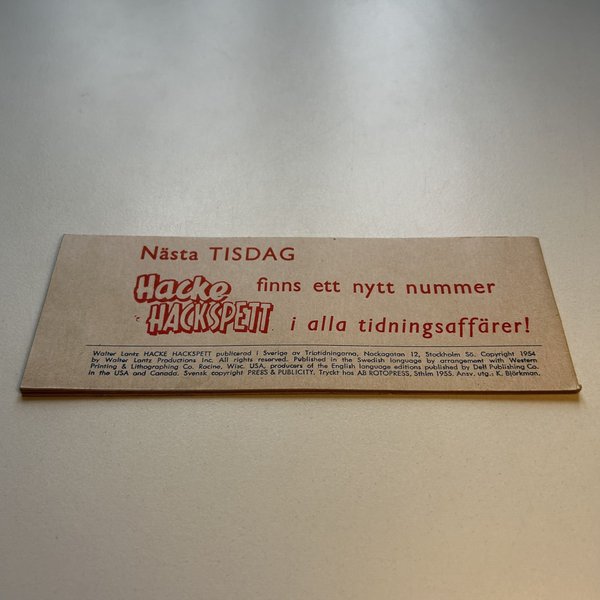 Nästa TISDAG
Hacke finns ett nytt nummer
HACKSPETT i alla tidningsaffärer!
Walter Lantz HACKE HACKSPETT publicerad i Sverige av Triotidningarna, Nackagatan 12, Stockholm Sö. Copyright 1954
by Walter Lantz Productions Inc. All rights reserved. Published in the Swedish language by arrangement with Western
Printing & Lithographing Co. Racine, Wisc. USA, producers of the English language editions published by Dell Publishing Co.
in the USA and Canada. Svensk copyright PRESS & PUBLICITY. Tryckt hos AB ROTOPRESS, Sthlm 1955. Ansv. utg.: K. Björkman.